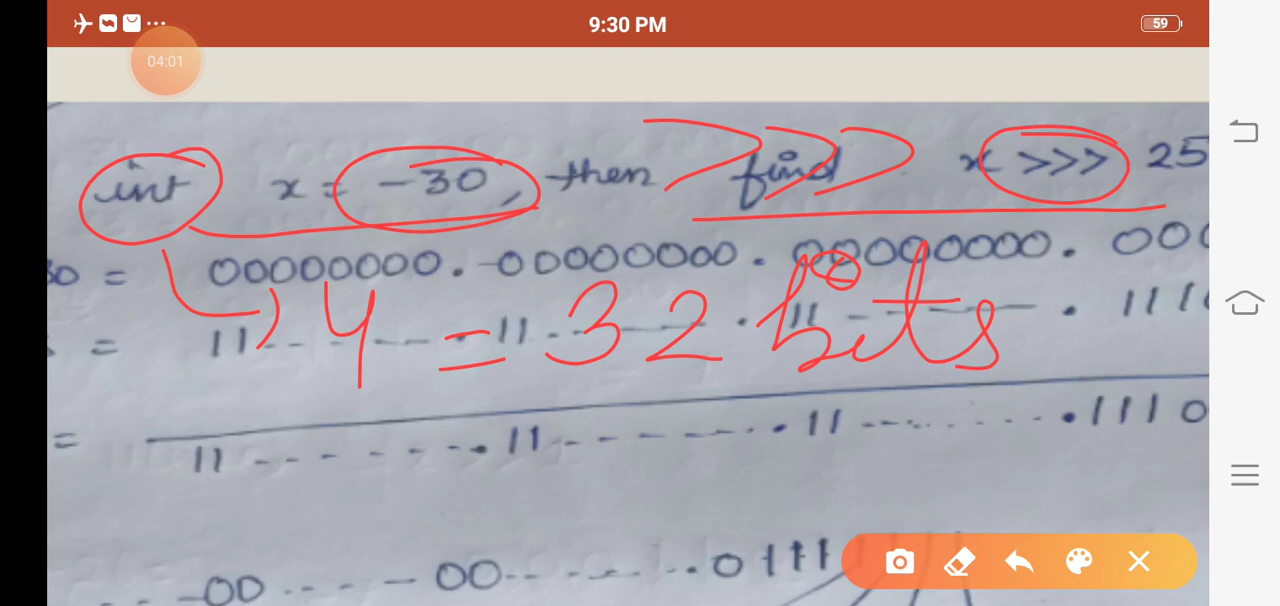 9:30 PM
59
04:01
int x = -30, then find x >>> 25
30 = 00000000.00000000.00000000.000
= 11------.11------.11------.111
4 = 32 bits
= 11-------.11-------.11-------.1110
--00----00------0111